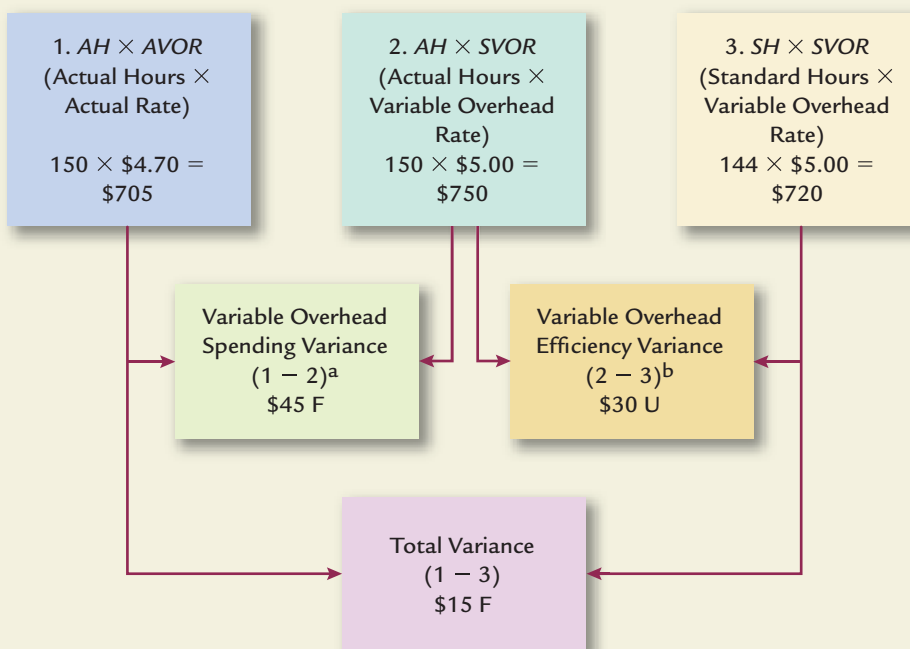 1. AH × AVOR
(Actual Hours ×
Actual Rate)
150 × $4.70 =
$705
2. AH × SVOR
(Actual Hours ×
Variable Overhead
Rate)
150 × $5.00 =
$750
3. SH × SVOR
(Standard Hours ×
Variable Overhead
Rate)
144 × $5.00 =
$720
Variable Overhead
Spending Variance
(1 − 2)a
$45 F
Variable Overhead
Efficiency Variance
(2 − 3)b
$30 U
Total Variance
(1 − 3)
$15 F